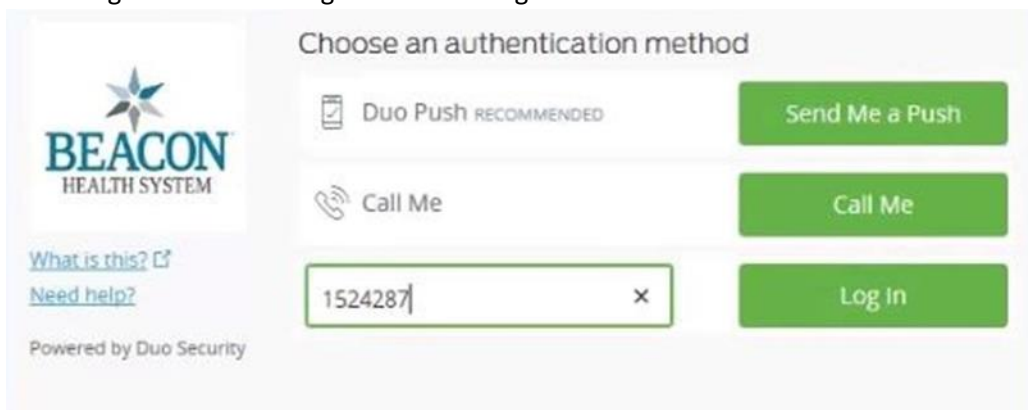 Choose an authentication method
BEACON
HEALTH SYSTEM
Duo Push RECOMMENDED
Send Me a Push
Call Me
Call Me
What is this?
Need help?
1524287
×
Log In
Powered by Duo Security